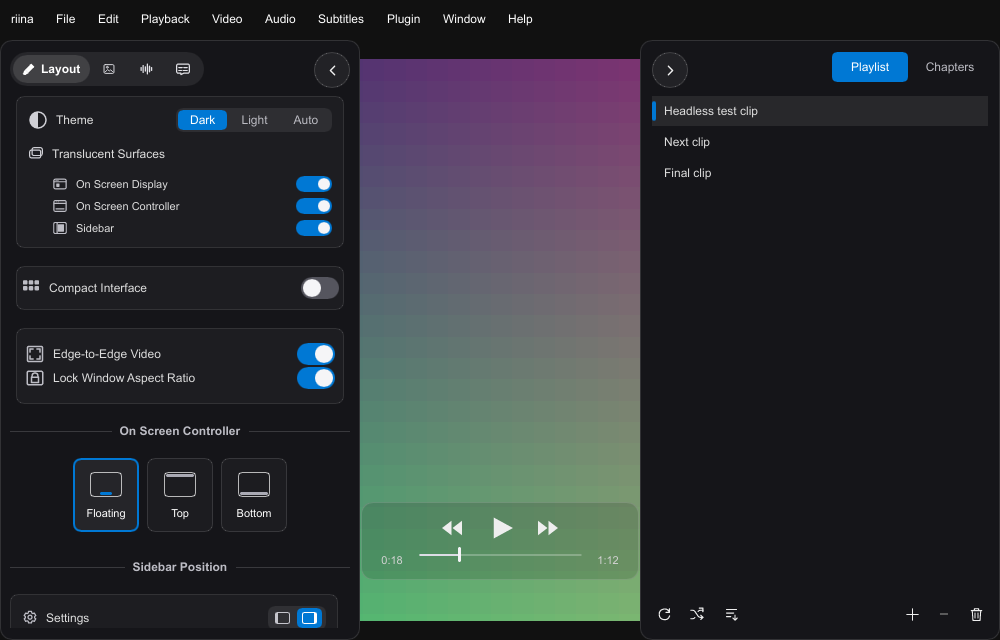 riina File Edit Playback Video Audio Subtitles Plugin Window Help
Layout
Theme Dark Light Auto
Translucent Surfaces
On Screen Display
On Screen Controller
Sidebar
Compact Interface
Edge-to-Edge Video
Lock Window Aspect Ratio
On Screen Controller
Floating Top Bottom
Sidebar Position
Settings
0:18 1:12
Playlist Chapters
Headless test clip
Next clip
Final clip